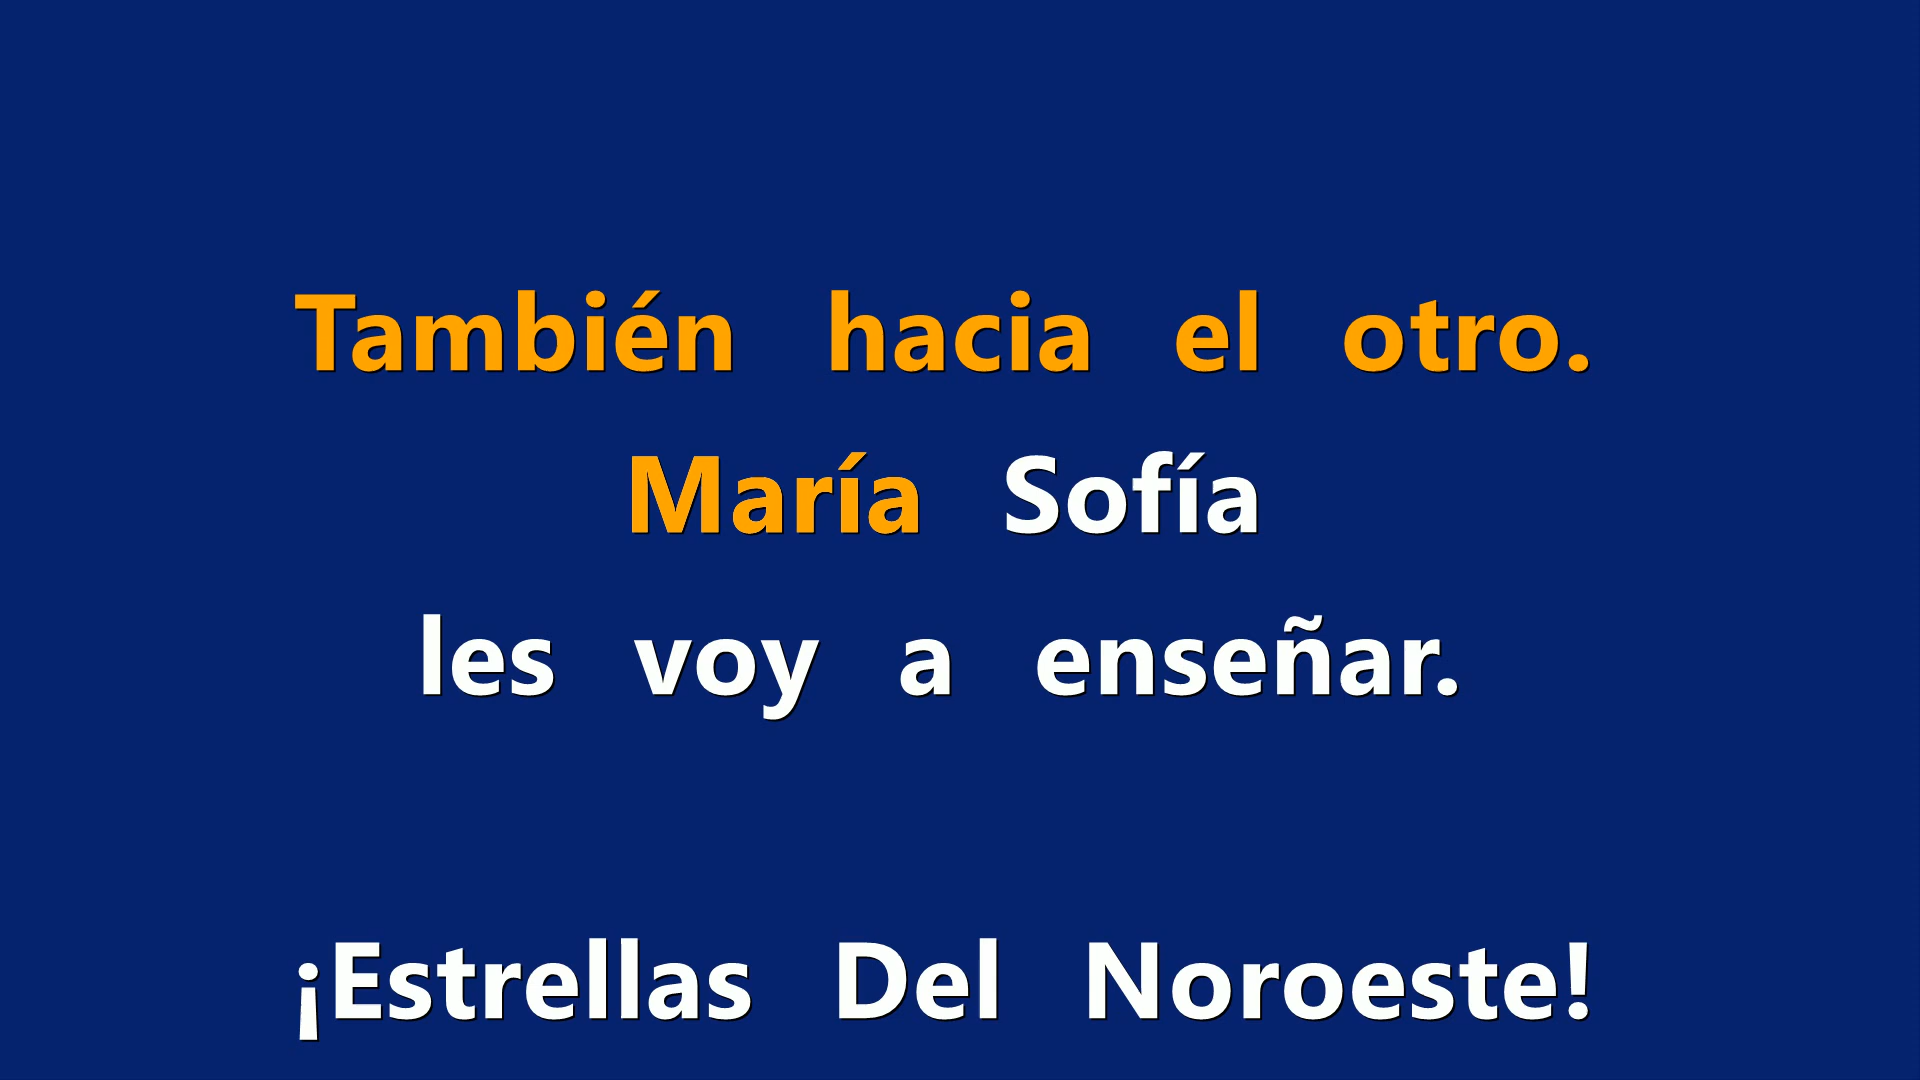 También hacia el otro.
María Sofía
les voy a enseñar.
¡Estrellas Del Noroeste!